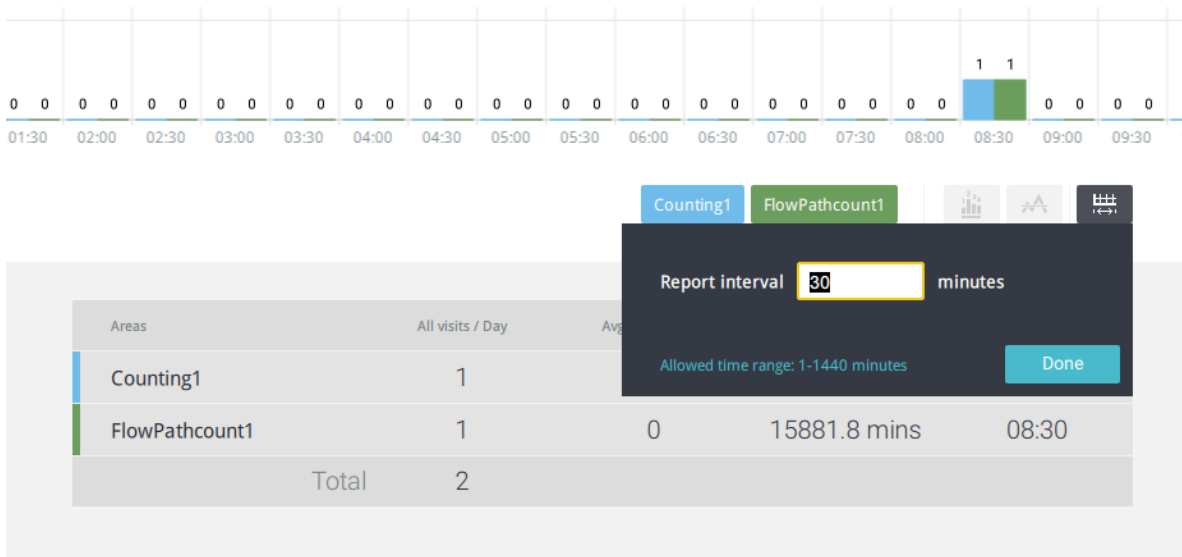 1 1
0 0 0 0 0 0 0 0 0 0 0 0 0 0 0 0 0 0 0 0 0 0 0 0 0 0 0 0 0 0 0 0
01:30 02:00 02:30 03:00 03:30 04:00 04:30 05:00 05:30 06:00 06:30 07:00 07:30 08:00 08:30 09:00 09:30
Counting1 FlowPathcount1
Report interval 30 minutes
Allowed time range: 1-1440 minutes Done
Areas All visits / Day
Counting1 1
FlowPathcount1 1 0 15881.8 mins 08:30
Total 2